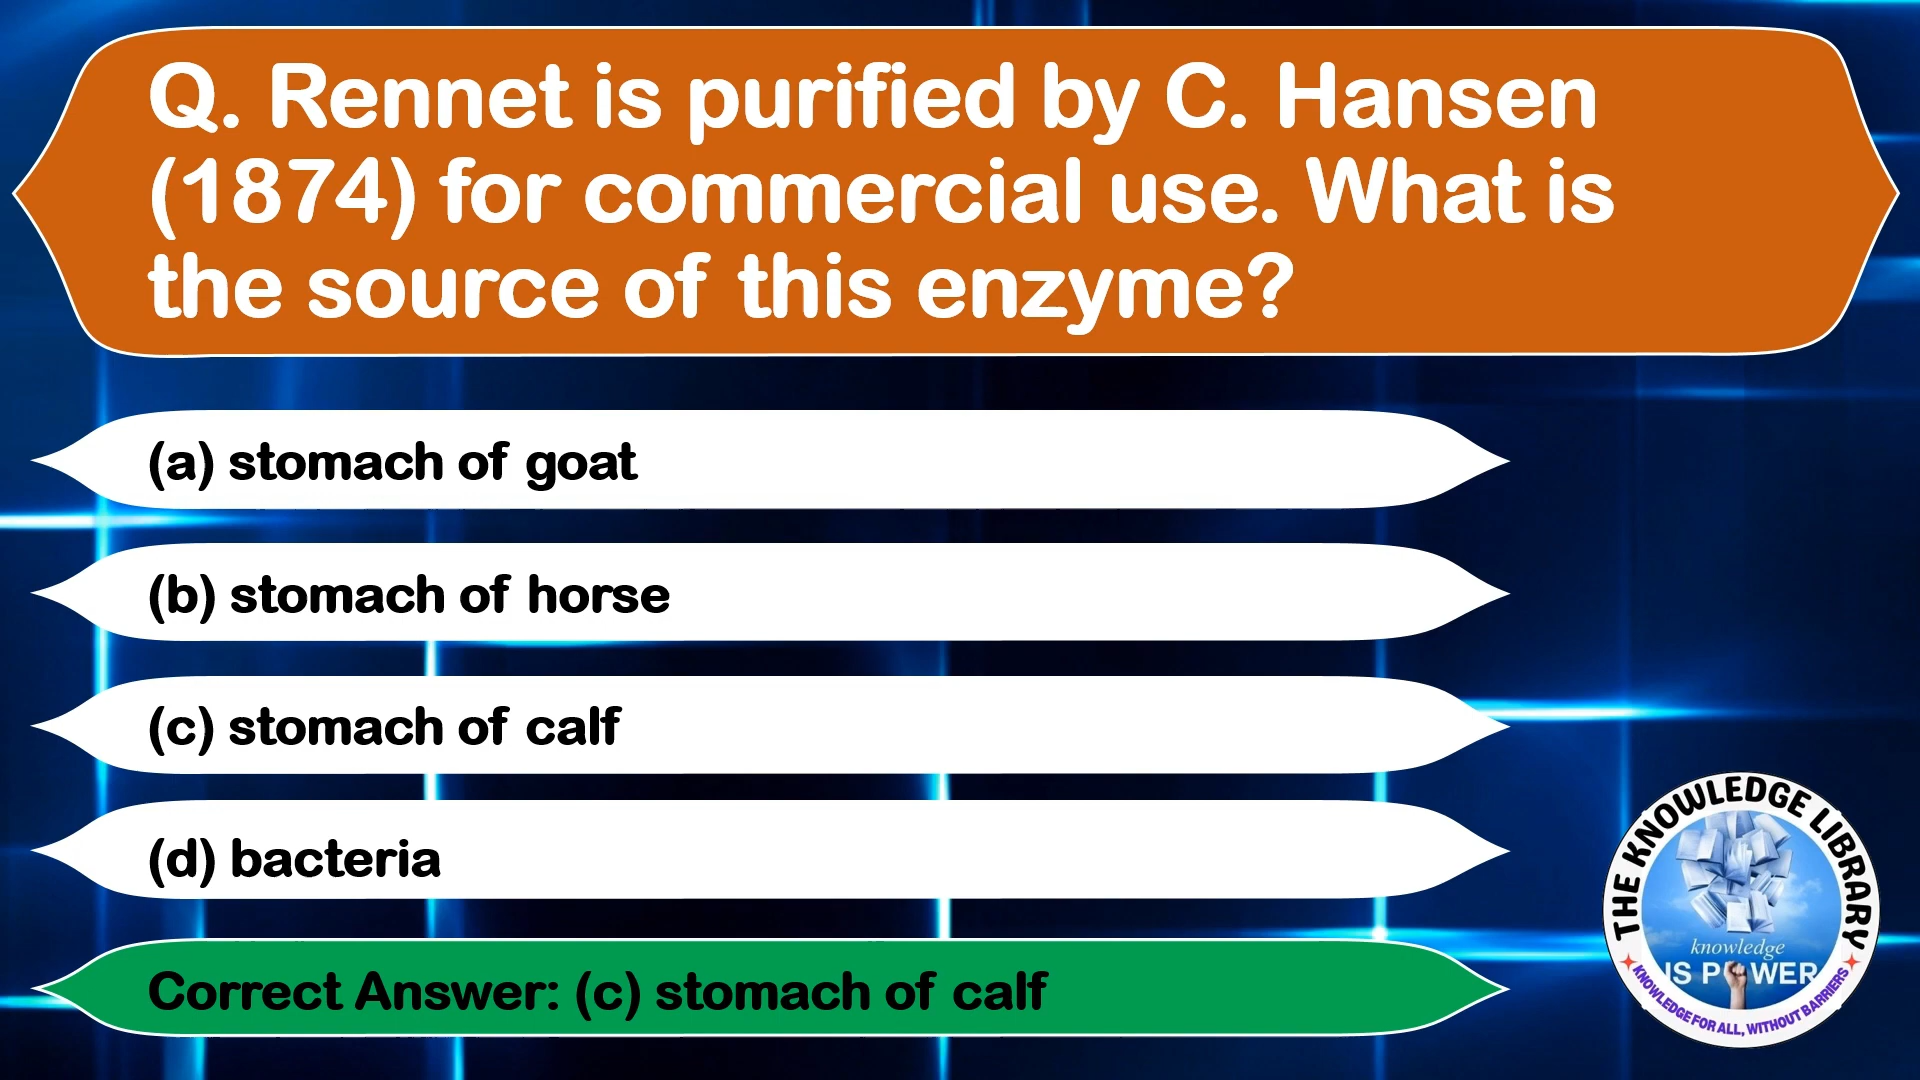 Q. Rennet is purified by C. Hansen
(1874) for commercial use. What is
the source of this enzyme?
(a) stomach of goat
(b) stomach of horse
(c) stomach of calf
(d) bacteria
Correct Answer: (c) stomach of calf
THE KNOWLEDGE LIBRARY
knowledge
IS POWER
KNOWLEDGE FOR ALL, WITHOUT BARRIERS